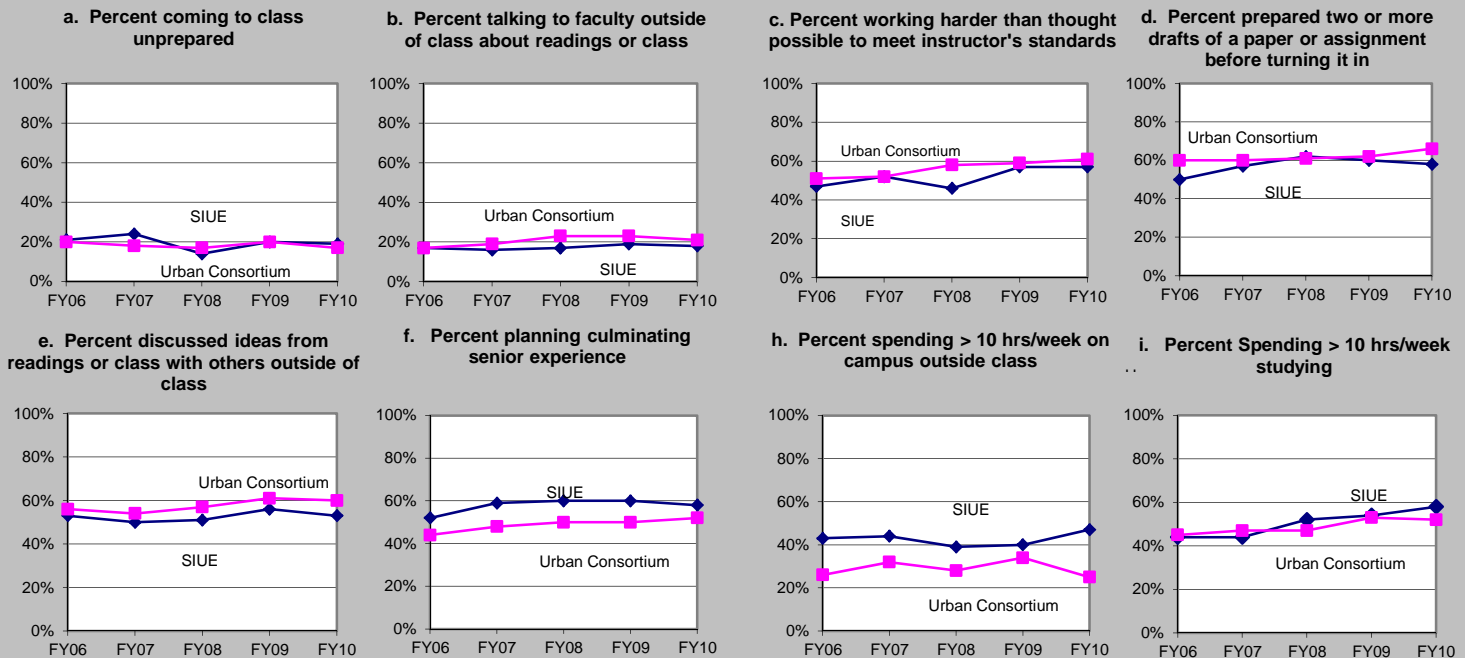 a. Percent coming to class
unprepared
100%
80%
60%
40%
20%
0%
SIUE
Urban Consortium
FY06 FY07 FY08 FY09 FY10
b. Percent talking to faculty outside
of class about readings or class
100%
80%
60%
40%
20%
0%
Urban Consortium
SIUE
FY06 FY07 FY08 FY09 FY10
c. Percent working harder than thought
possible to meet instructor's standards
100%
80%
60%
40%
20%
0%
Urban Consortium
SIUE
FY06 FY07 FY08 FY09 FY10
d. Percent prepared two or more
drafts of a paper or assignment
before turning it in
100%
80%
60%
40%
20%
0%
Urban Consortium
SIUE
FY06 FY07 FY08 FY09 FY10
e. Percent discussed ideas from
readings or class with others outside of
class
100%
80%
60%
40%
20%
0%
Urban Consortium
SIUE
FY06 FY07 FY08 FY09 FY10
f. Percent planning culminating
senior experience
100%
80%
60%
40%
20%
0%
SIUE
Urban Consortium
FY06 FY07 FY08 FY09 FY10
h. Percent spending > 10 hrs/week on
campus outside class
100%
80%
60%
40%
20%
0%
SIUE
Urban Consortium
FY06 FY07 FY08 FY09 FY10
i. Percent Spending > 10 hrs/week
studying
100%
80%
60%
40%
20%
0%
SIUE
Urban Consortium
FY06 FY07 FY08 FY09 FY10